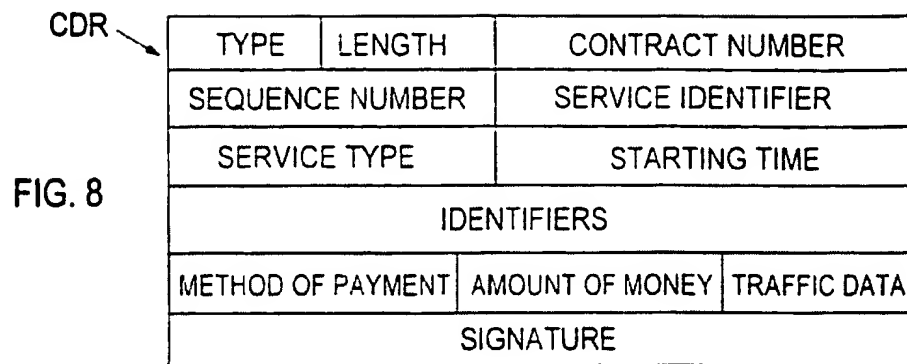 CDR
TYPE LENGTH CONTRACT NUMBER
SEQUENCE NUMBER SERVICE IDENTIFIER
SERVICE TYPE STARTING TIME
FIG. 8
IDENTIFIERS
METHOD OF PAYMENT AMOUNT OF MONEY TRAFFIC DATA
SIGNATURE